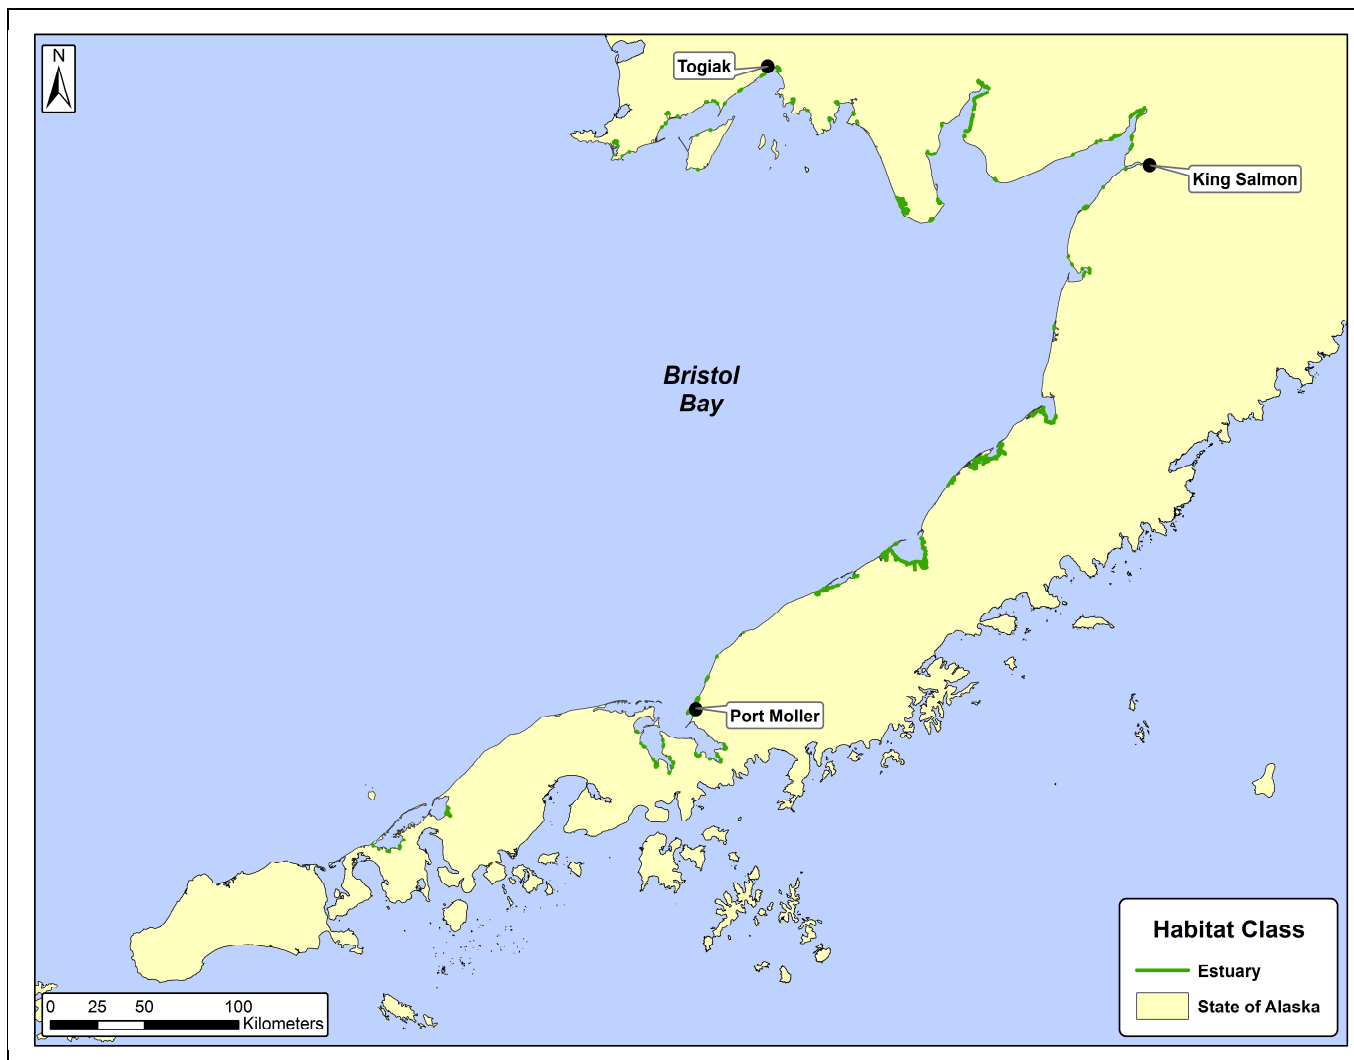 N
Togiak
King Salmon
Bristol
Bay
Port Moller
Habitat Class
Estuary
State of Alaska
0 25 50 100
Kilometers